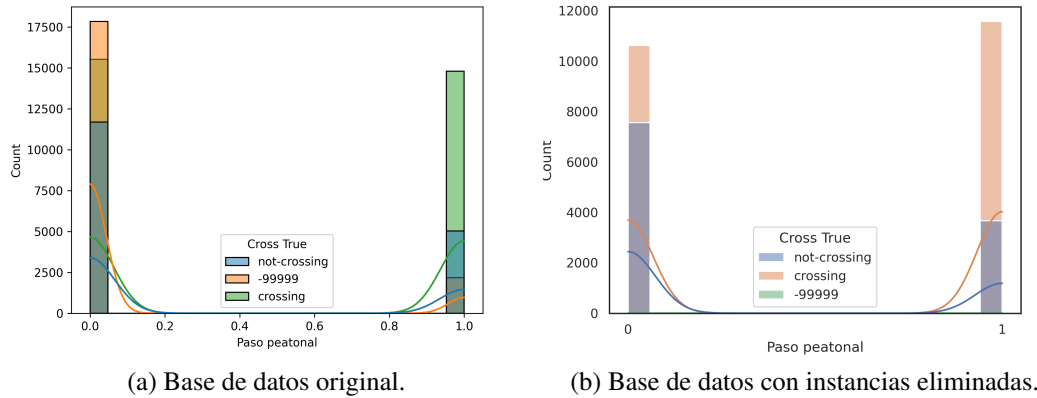 17500
15000
12500
10000
7500
5000
2500
0
Count
0.0
0.2
0.4
0.6
0.8
1.0
Paso peatonal
Cross True
not-crossing
-99999
crossing
(a) Base de datos original.
12000
10000
8000
6000
4000
2000
0
Count
0
1
Paso peatonal
Cross True
not-crossing
crossing
-99999
(b) Base de datos con instancias eliminadas.